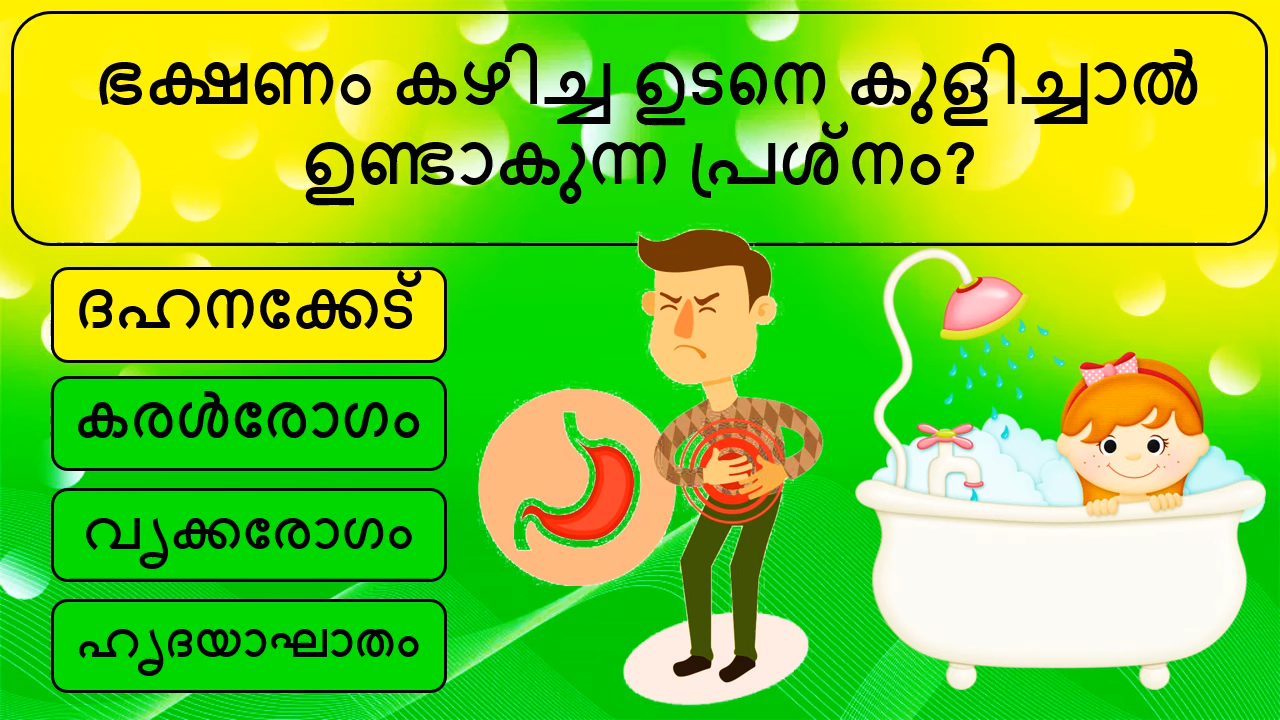 ഭക്ഷണം കഴിച്ച ഉടനെ കുളിച്ചാൽ
ഉണ്ടാകുന്ന പ്രശ്നം?
ദഹനക്കേട്
കരൾരോഗം
വൃക്കരോഗം
ഹൃദയാഘാതം